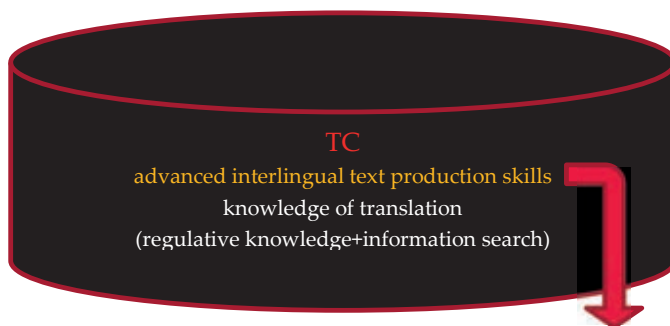 TC
advanced interlingual text production skills
knowledge of translation
(regulative knowledge+information search)